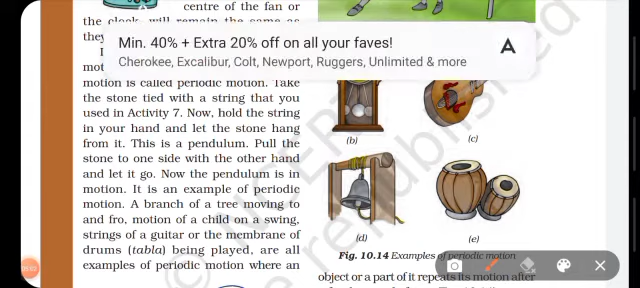 centre of the fan or
the clock, will remain the same as
they
Min. 40% + Extra 20% off on all your faves!
Cherokee, Excalibur, Colt, Newport, Ruggers, Unlimited & more
A
I
mot
motion is called periodic motion. Take
the stone tied with a string that you
used in Activity 7. Now, hold the string
in your hand and let the stone hang
from it. This is a pendulum. Pull the
stone to one side with the other hand
and let it go. Now the pendulum is in
motion. It is an example of periodic
motion. A branch of a tree moving to
and fro, motion of a child on a swing,
strings of a guitar or the membrane of
drums (tabla) being played, are all
examples of periodic motion where an
(b)
(c)
(d)
(e)
Fig. 10.14 Examples of periodic motion
object or a part of it repeats its motion after